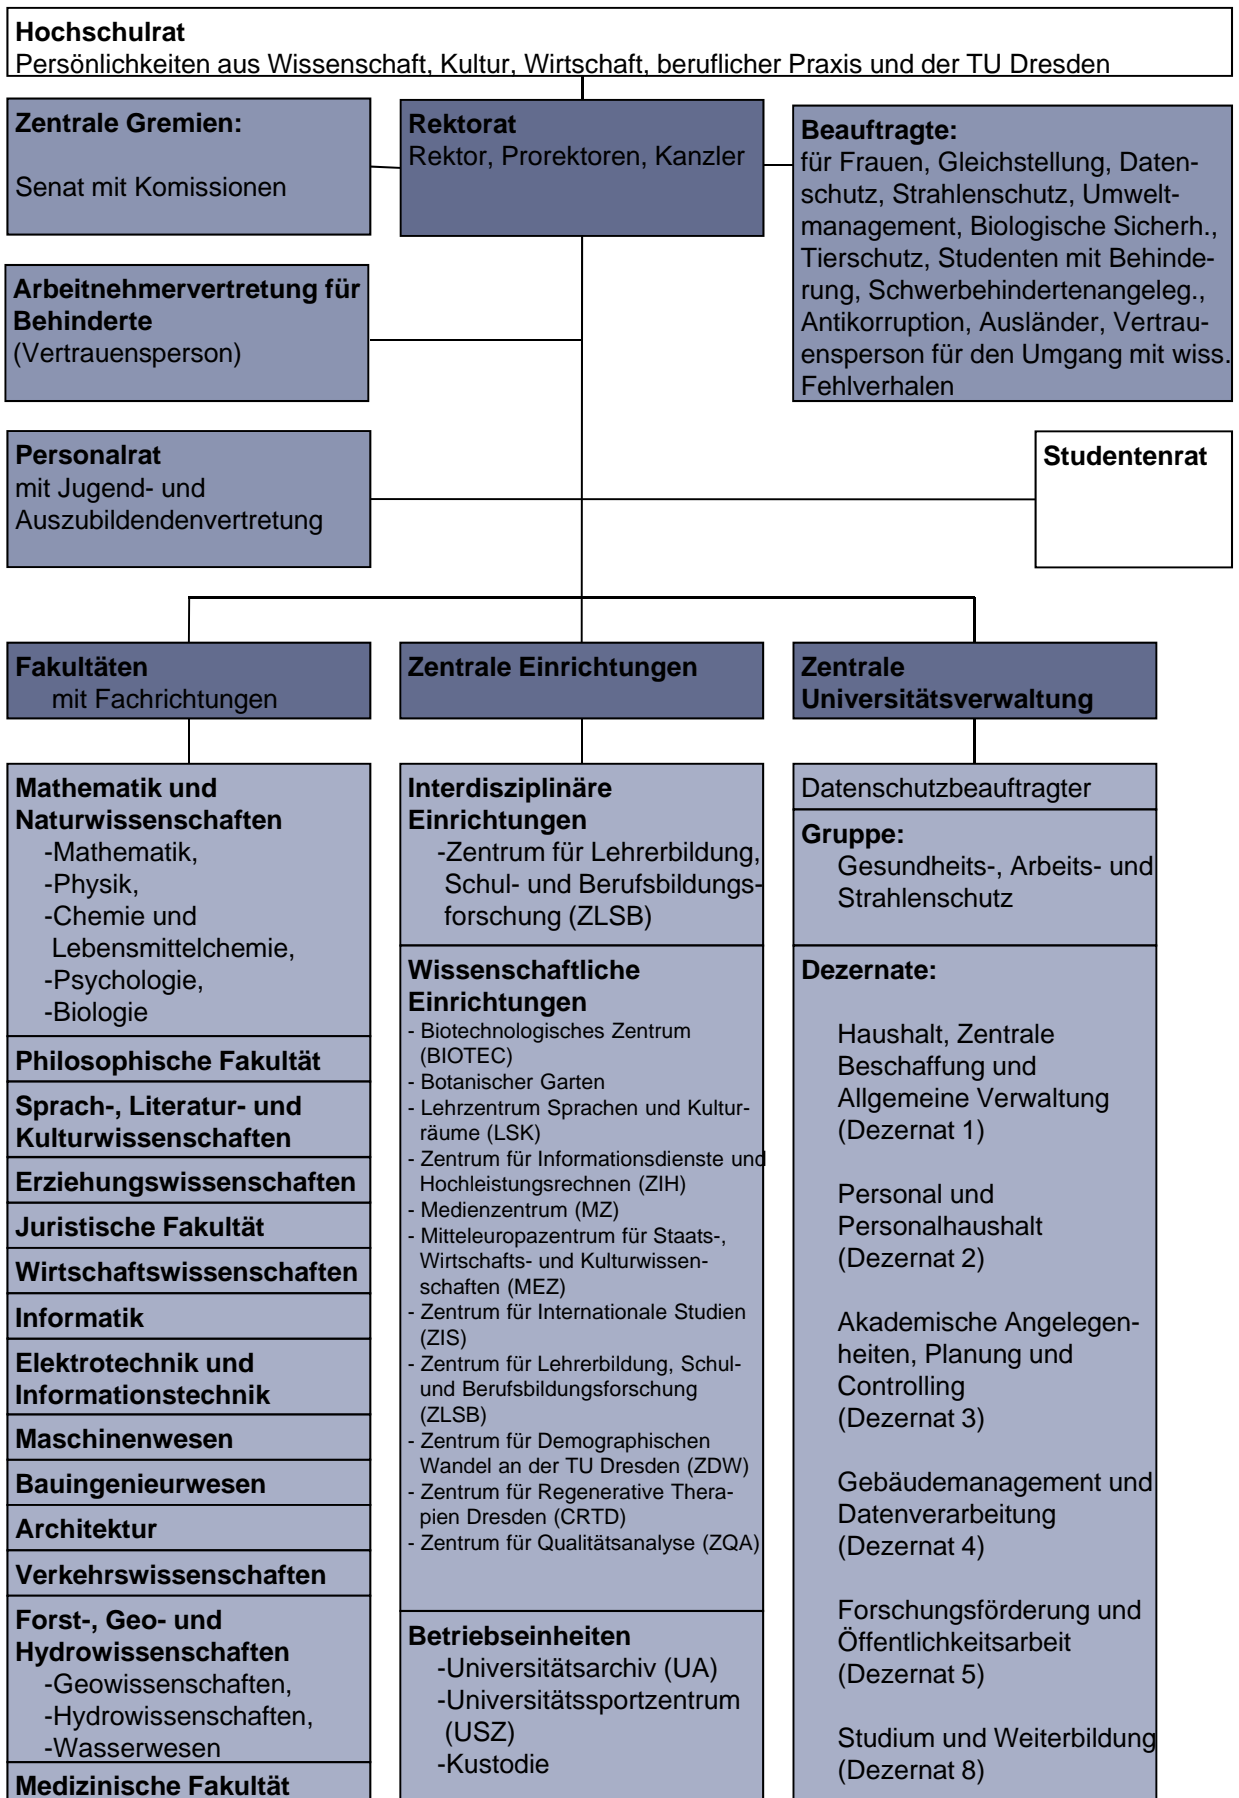 Hochschulrat
Persönlichkeiten aus Wissenschaft, Kultur, Wirtschaft, beruflicher Praxis und der TU Dresden
Zentrale Gremien:
Senat mit Komissionen
Rektorat
Rektor, Prorektoren, Kanzler
Beauftragte:
für Frauen, Gleichstellung, Daten-
schutz, Strahlenschutz, Umwelt-
management, Biologische Sicherh.,
Tierschutz, Studenten mit Behinde-
rung, Schwerbehindertenangeleg.,
Antikorruption, Ausländer, Vertrau-
ensperson für den Umgang mit wiss.
Fehlverhalen
Arbeitnehmervertretung für
Behinderte
(Vertrauensperson)
Personalrat
mit Jugend- und
Auszubildendenvertretung
Studentenrat
Fakultäten
mit Fachrichtungen
Mathematik und
Naturwissenschaften
-Mathematik,
-Physik,
-Chemie und
Lebensmittelchemie,
-Psychologie,
-Biologie
Philosophische Fakultät
Sprach-, Literatur- und
Kulturwissenschaften
Erziehungswissenschaften
Juristische Fakultät
Wirtschaftswissenschaften
Informatik
Elektrotechnik und
Informationstechnik
Maschinenwesen
Bauingenieurwesen
Architektur
Verkehrswissenschaften
Forst-, Geo- und
Hydrowissenschaften
-Geowissenschaften,
-Hydrowissenschaften,
-Wasserwesen
Medizinische Fakultät
Zentrale Einrichtungen
Interdisziplinäre
Einrichtungen
-Zentrum für Lehrerbildung,
Schul- und Berufsbildungs-
forschung (ZLSB)
Wissenschaftliche
Einrichtungen
- Biotechnologisches Zentrum
(BIOTEC)
- Botanischer Garten
- Lehrzentrum Sprachen und Kultur-
räume (LSK)
- Zentrum für Informationsdienste und
Hochleistungsrechnen (ZIH)
- Medienzentrum (MZ)
- Mitteleuropazentrum für Staats-,
Wirtschafts- und Kulturwissen-
schaften (MEZ)
- Zentrum für Internationale Studien
(ZIS)
- Zentrum für Lehrerbildung, Schul-
und Berufsbildungsforschung
(ZLSB)
- Zentrum für Demographischen
Wandel an der TU Dresden (ZDW)
- Zentrum für Regenerative Thera-
pien Dresden (CRTD)
- Zentrum für Qualitätsanalyse (ZQA)
Betriebseinheiten
-Universitätsarchiv (UA)
-Universitätssportzentrum
(USZ)
-Kustodie
Zentrale
Universitätsverwaltung
Datenschutzbeauftragter
Gruppe:
Gesundheits-, Arbeits- und
Strahlenschutz
Dezernate:
Haushalt, Zentrale
Beschaffung und
Allgemeine Verwaltung
(Dezernat 1)
Personal und
Personalhaushalt
(Dezernat 2)
Akademische Angelegen-
heiten, Planung und
Controlling
(Dezernat 3)
Gebäudemanagement und
Datenverarbeitung
(Dezernat 4)
Forschungsförderung und
Öffentlichkeitsarbeit
(Dezernat 5)
Studium und Weiterbildung
(Dezernat 8)